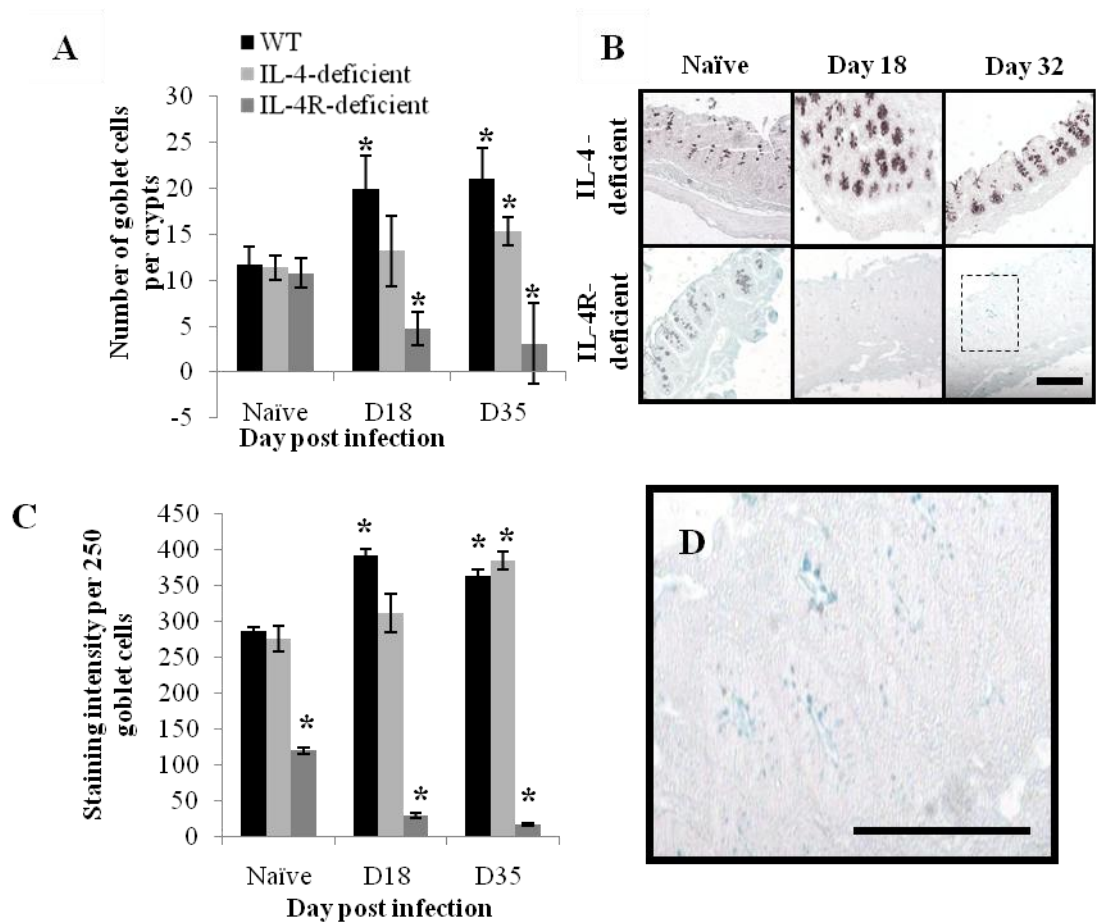 A
WT
IL-4-deficient
IL-4R-deficient
Number of goblet cells
per crypts
30
25
20
15
10
5
0
-5
* * * * *
Naïve D18 D35
Day post infection
B
Naïve Day 18 Day 32
IL-4 -
deficient
IL-4R-
deficient
C
Staining intensity per 250
goblet cells
450
400
350
300
250
200
150
100
50
0
* * * * * *
Naïve D18 D35
Day post infection
D